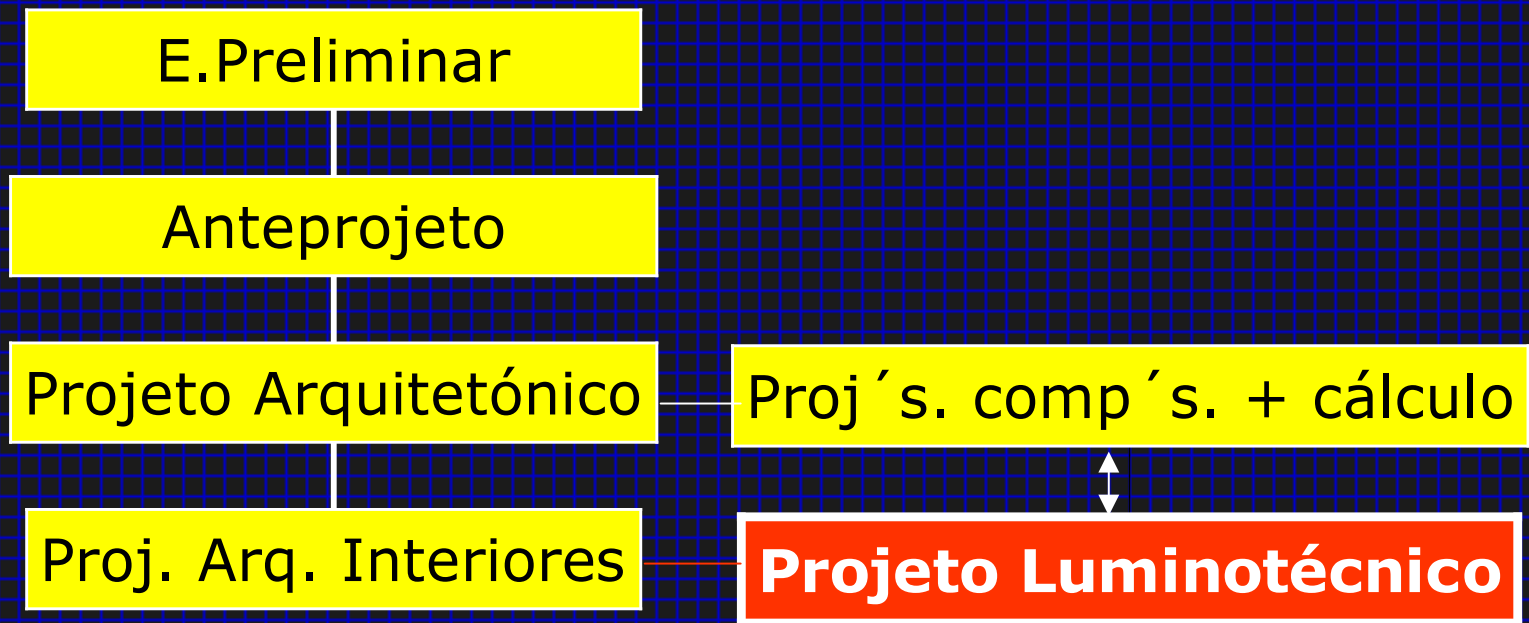 E.Preliminar
Anteprojeto
Projeto Arquitetónico
Proj´s. comp´s. + cálculo
Proj. Arq. Interiores
Projeto Luminotécnico